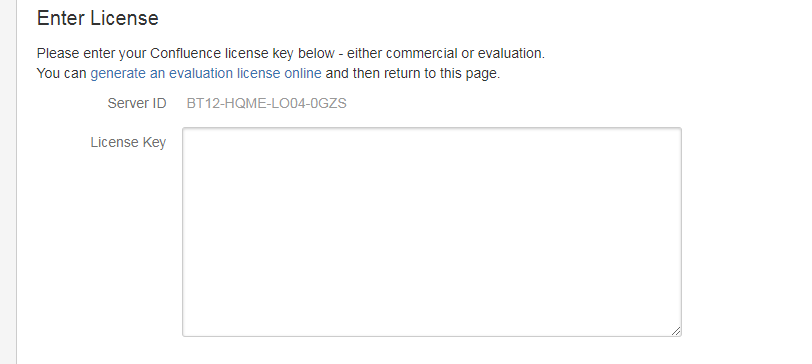 Enter License
Please enter your Confluence license key below - either commercial or evaluation.
You can generate an evaluation license online and then return to this page.
Server ID BT12-HQME-LO04-0GZS
License Key